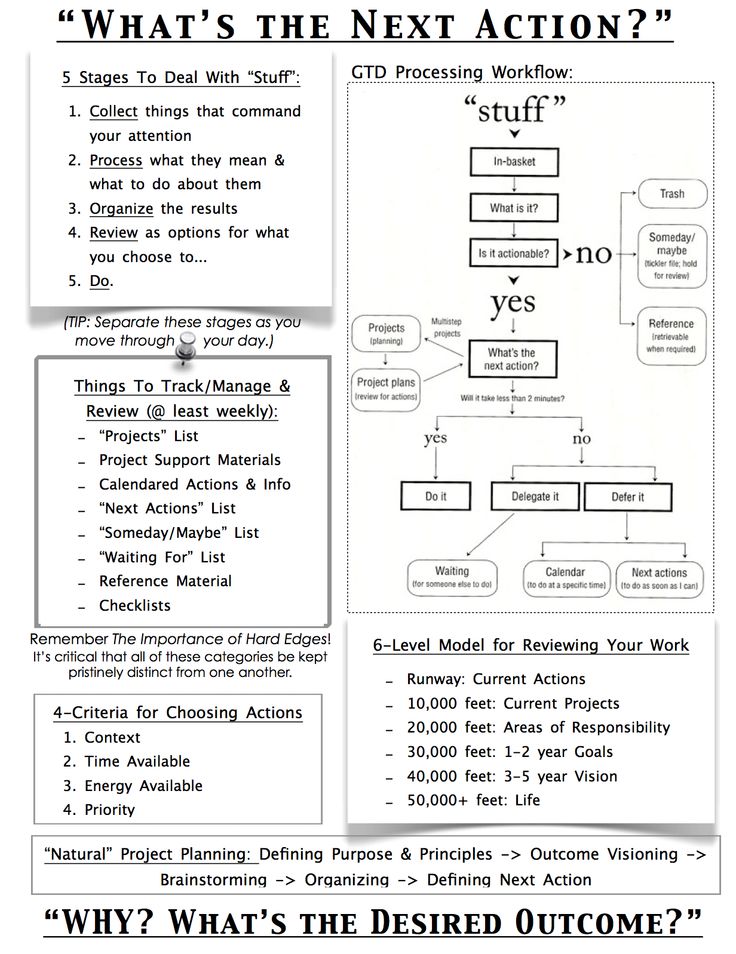 “WHAT’S THE NEXT ACTION?”
5 Stages To Deal With “Stuff”:
1. Collect things that command
your attention
2. Process what they mean &
what to do about them
3. Organize the results
4. Review as options for what
you choose to...
5. Do.
(TIP: Separate these stages as you
move through your day.)
Things To Track/Manage &
Review (@ least weekly):
– “Projects” List
– Project Support Materials
– Calendared Actions & Info
– “Next Actions” List
– “Someday/Maybe” List
– “Waiting For” List
– Reference Material
– Checklists
Remember The Importance of Hard Edges!
It’s critical that all of these categories be kept
pristinely distinct from one another.
4-Criteria for Choosing Actions
1. Context
2. Time Available
3. Energy Available
4. Priority
GTD Processing Workflow:
“stuff”
In-basket
What is it?
Is it actionable?
no
Trash
Someday/
maybe
(tickler file; hold
for review)
Reference
(retrievable
when required)
yes
Multistep
projects
Projects
(planning)
Project plans
(review for actions)
What’s the
next action?
Will it take less than 2 minutes?
yes
no
Do it
Delegate it
Defer it
Waiting
(for someone else to do)
Calendar
(to do at a specific time)
Next actions
(to do as soon as I can)
6-Level Model for Reviewing Your Work
– Runway: Current Actions
– 10,000 feet: Current Projects
– 20,000 feet: Areas of Responsibility
– 30,000 feet: 1-2 year Goals
– 40,000 feet: 3-5 year Vision
– 50,000+ feet: Life
“Natural” Project Planning: Defining Purpose & Principles -> Outcome Visioning ->
Brainstorming -> Organizing -> Defining Next Action
“WHY? WHAT’S THE DESIRED OUTCOME?”